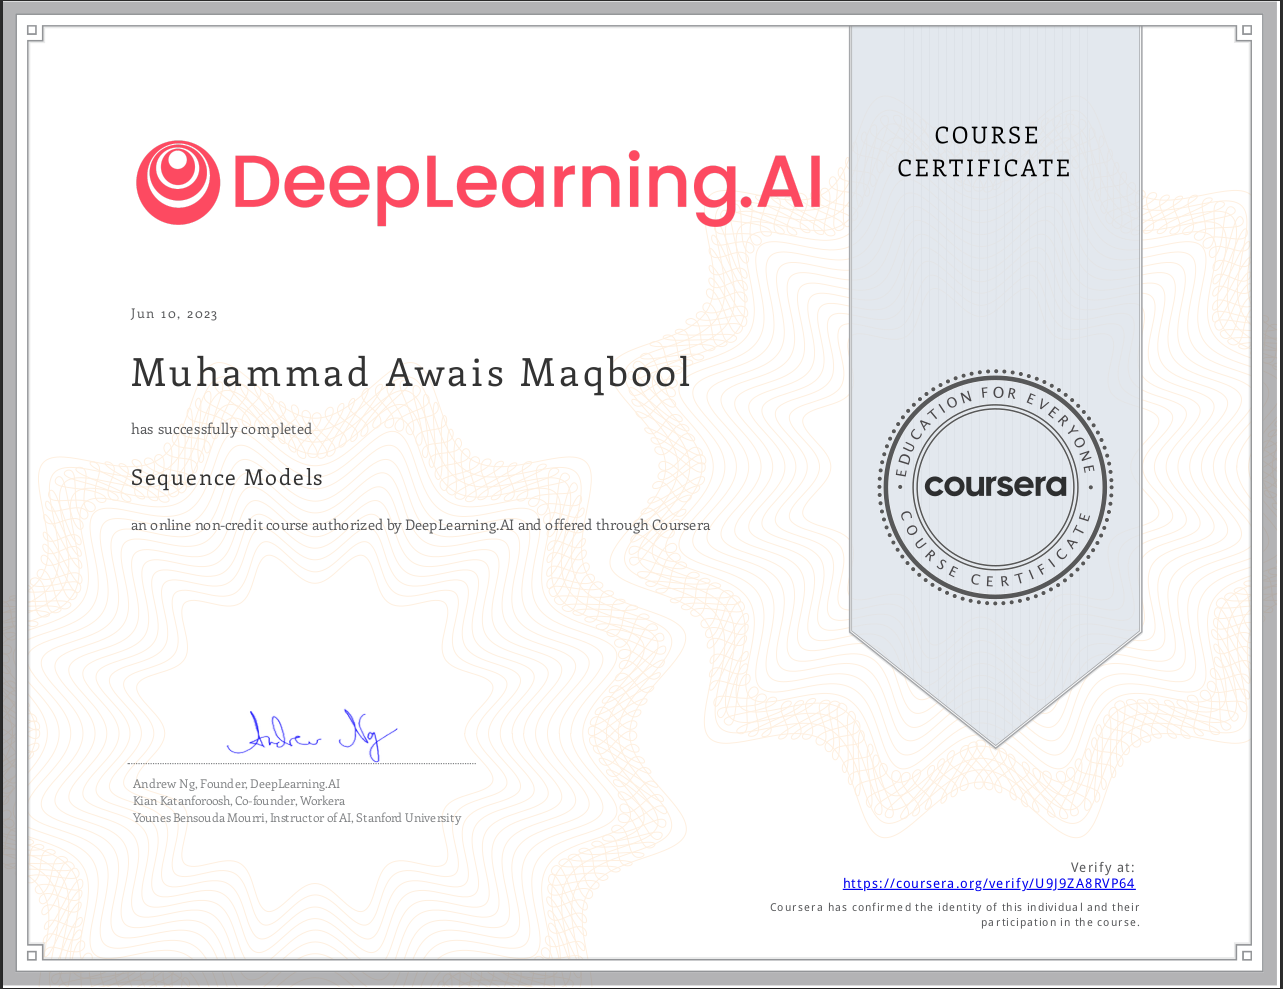 DeepLearning.AI
COURSE
CERTIFICATE
Jun 10, 2023
Muhammad Awais Maqbool
has successfully completed
Sequence Models
an online non-credit course authorized by DeepLearning.AI and offered through Coursera
EDUCATION FOR EVERYONE
coursera
COURSE CERTIFICATE
Andrew Ng
Andrew Ng, Founder, DeepLearning.AI
Kian Katanforoosh, Co-founder, Workera
Younes Bensouda Mourri, Instructor of AI, Stanford University
Verify at:
https://coursera.org/verify/U9J9ZA8RVP64
Coursera has confirmed the identity of this individual and their
participation in the course.